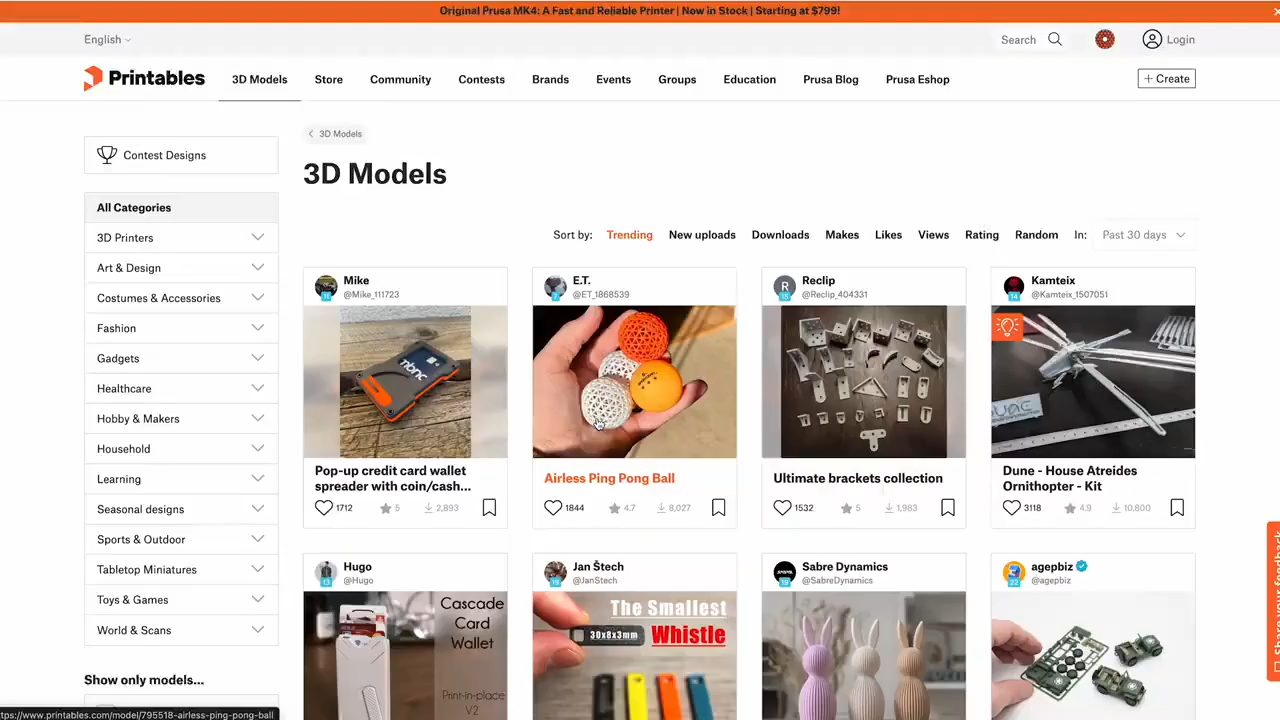 Original Prusa MK4: A Fast and Reliable Printer | Now in Stock | Starting at $799!
English
Search
Login
Printables
3D Models
Store
Community
Contests
Brands
Events
Groups
Education
Prusa Blog
Prusa Eshop
+ Create
Contest Designs
All Categories
3D Printers
Art & Design
Costumes & Accessories
Fashion
Gadgets
Healthcare
Hobby & Makers
Household
Learning
Seasonal designs
Sports & Outdoor
Tabletop Miniatures
Toys & Games
World & Scans
Show only models...
3D Models
3D Models
Sort by: Trending New uploads Downloads Makes Likes Views Rating Random In: Past 30 days
Mike
@Mike_111723
Pop-up credit card wallet
spreader with coin/cash...
1712 5 2,893
E.T.
@ET_1868539
Airless Ping Pong Ball
1844 4.7 8,027
R
Reclip
@Reclip_404331
Ultimate brackets collection
1532 5 1,983
14
Kamteix
@Kamteix_1507051
Dune - House Atreides
Ornithopter - Kit
3118 4.9 10,800
13
Hugo
@Hugo
Cascade
Card
Wallet
Print-in-place
V2
Jan Štech
@JanStech
The Smallest
30x8x3mm Whistle
Sabre Dynamics
@SabreDynamics
22
agepbiz
@agepbiz
Share your feedback
https://www.printables.com/model/795518-airless-ping-pong-ball